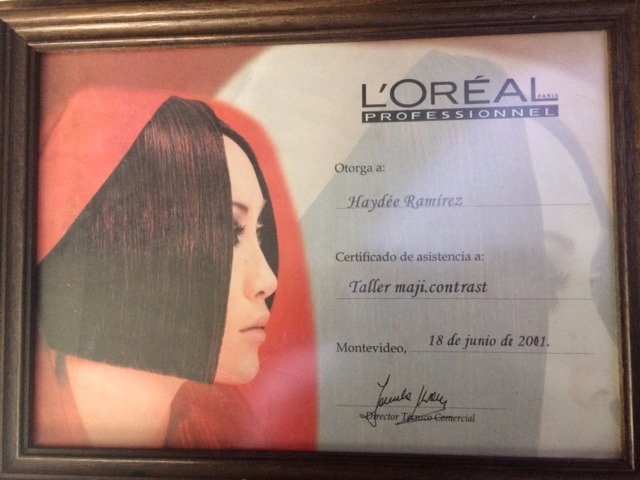 L'ORÉAL
PARIS
PROFESSIONNEL
Otorga a:
Haydée Ramírez
Certificado de asistencia a:
Taller maji.contrast
Montevideo, 18 de junio de 2001.
Director Técnico Comercial